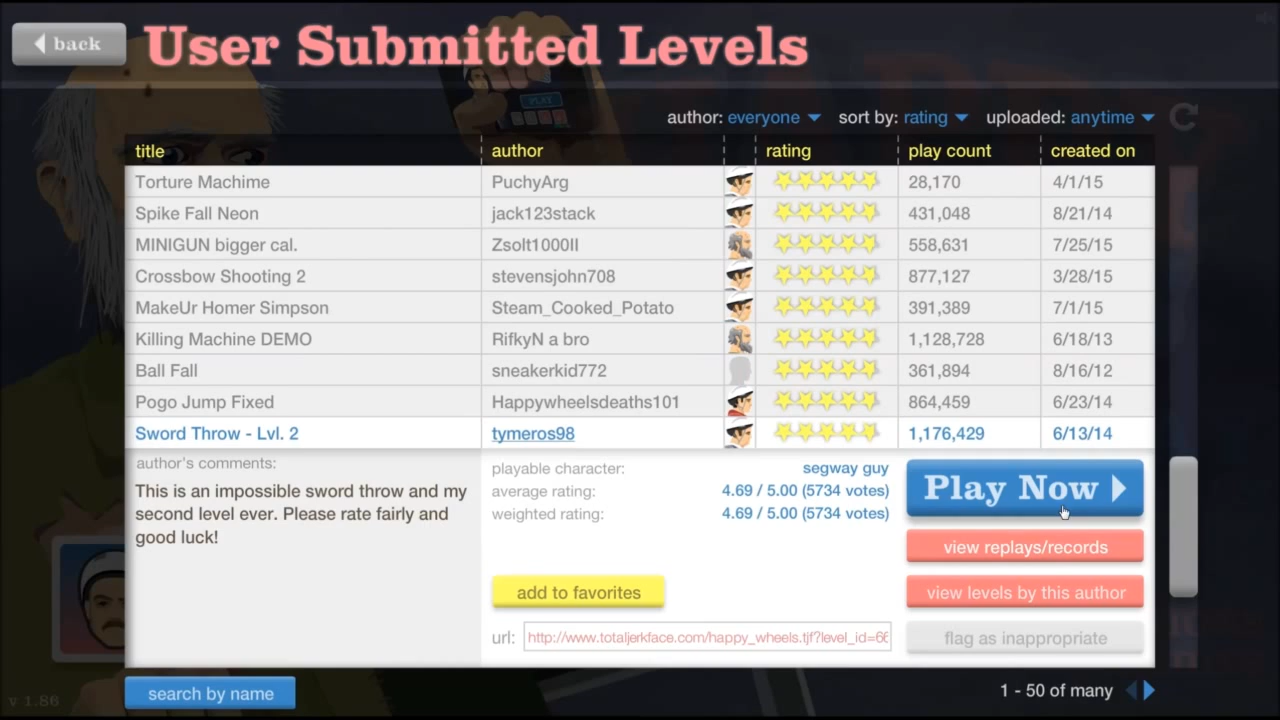 back
User Submitted Levels
author: everyone sort by: rating uploaded: anytime
title author rating play count created on
Torture Machime PuchyArg 28,170 4/1/15
Spike Fall Neon jack123stack 431,048 8/21/14
MINIGUN bigger cal. Zsolt1000II 558,631 7/25/15
Crossbow Shooting 2 stevensjohn708 877,127 3/28/15
MakeUr Homer Simpson Steam_Cooked_Potato 391,389 7/1/15
Killing Machine DEMO RifkyN a bro 1,128,728 6/18/13
Ball Fall sneakerkid772 361,894 8/16/12
Pogo Jump Fixed Happywheelsdeaths101 864,459 6/23/14
Sword Throw - Lvl. 2 tymeros98 1,176,429 6/13/14
author's comments:
This is an impossible sword throw and my
second level ever. Please rate fairly and
good luck!
playable character: segway guy
average rating: 4.69 / 5.00 (5734 votes)
weighted rating: 4.69 / 5.00 (5734 votes)
add to favorites
url: http://www.totaljerkface.com/happy_wheels.tjf?level_id=66
Play Now
view replays/records
view levels by this author
flag as inappropriate
v 1.86
search by name
1 - 50 of many